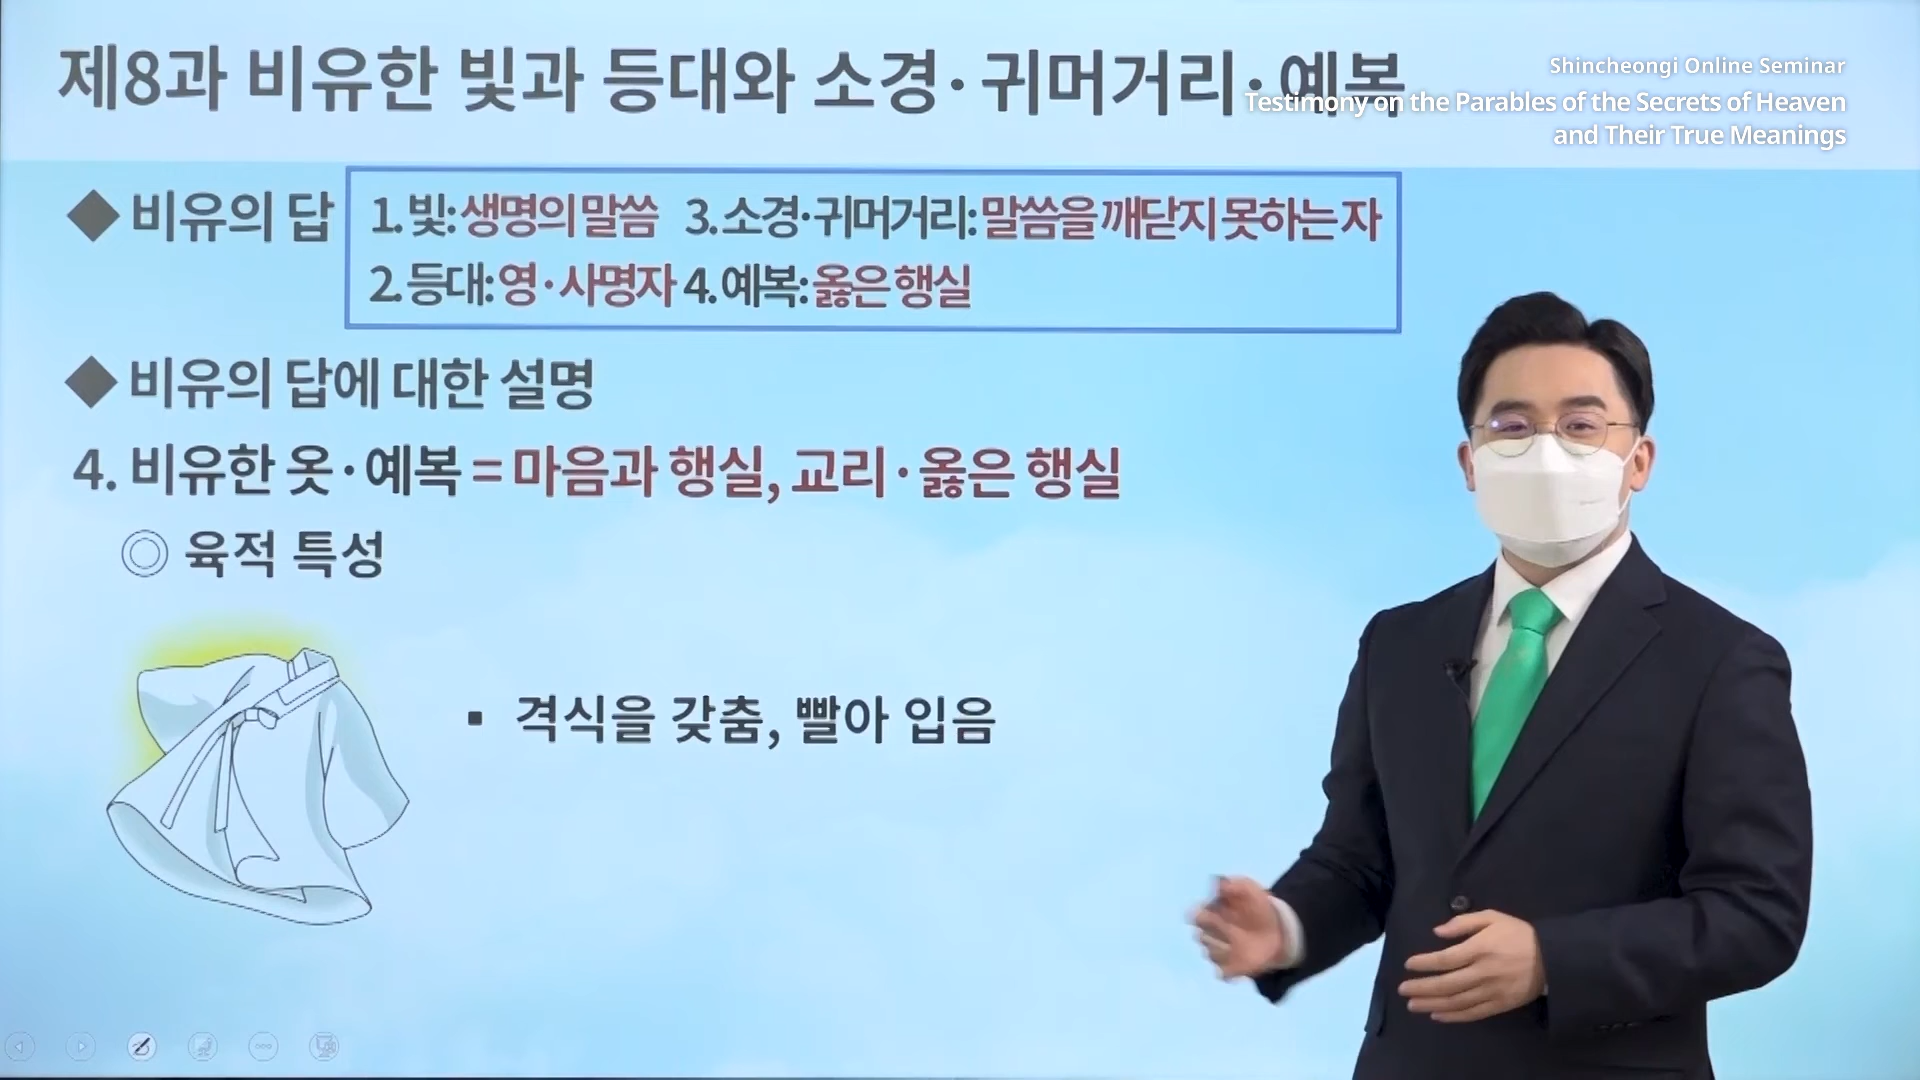 제8과 비유한 빛과 등대와 소경·귀머거리·예복
Shincheongi Online Seminar
Testimony on the Parables of the Secrets of Heaven
and Their True Meanings
◆ 비유의 답
1. 빛: 생명의 말씀 3. 소경·귀머거리: 말씀을 깨닫지 못하는 자
2. 등대: 영·사명자 4. 예복: 옳은 행실
◆ 비유의 답에 대한 설명
4. 비유한 옷·예복 = 마음과 행실, 교리·옳은 행실
◎ 육적 특성
▪ 격식을 갖춤, 빨아 입음